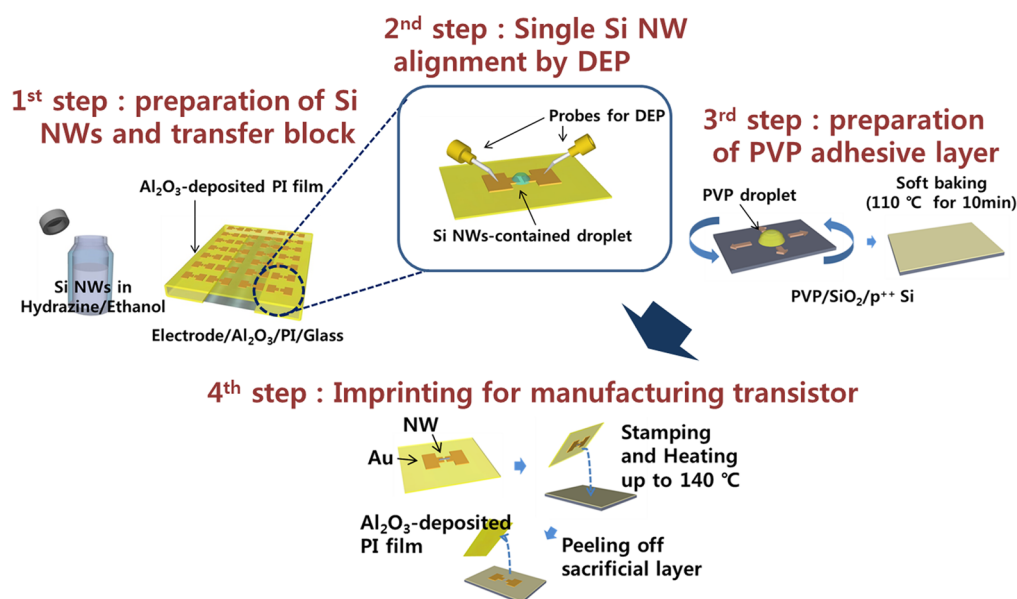 1st step : preparation of Si
NWs and transfer block
Al₂O₃-deposited PI film
Si NWs in
Hydrazine/Ethanol
Electrode/Al₂O₃/PI/Glass
2nd step : Single Si NW
alignment by DEP
Probes for DEP
Si NWs-contained droplet
3rd step : preparation
of PVP adhesive layer
PVP droplet
Soft baking
(110 ℃ for 10min)
PVP/SiO₂/p⁺⁺ Si
4th step : Imprinting for manufacturing transistor
NW
Au
Stamping
and Heating
up to 140 ℃
Al₂O₃-deposited
PI film
Peeling off
sacrificial layer